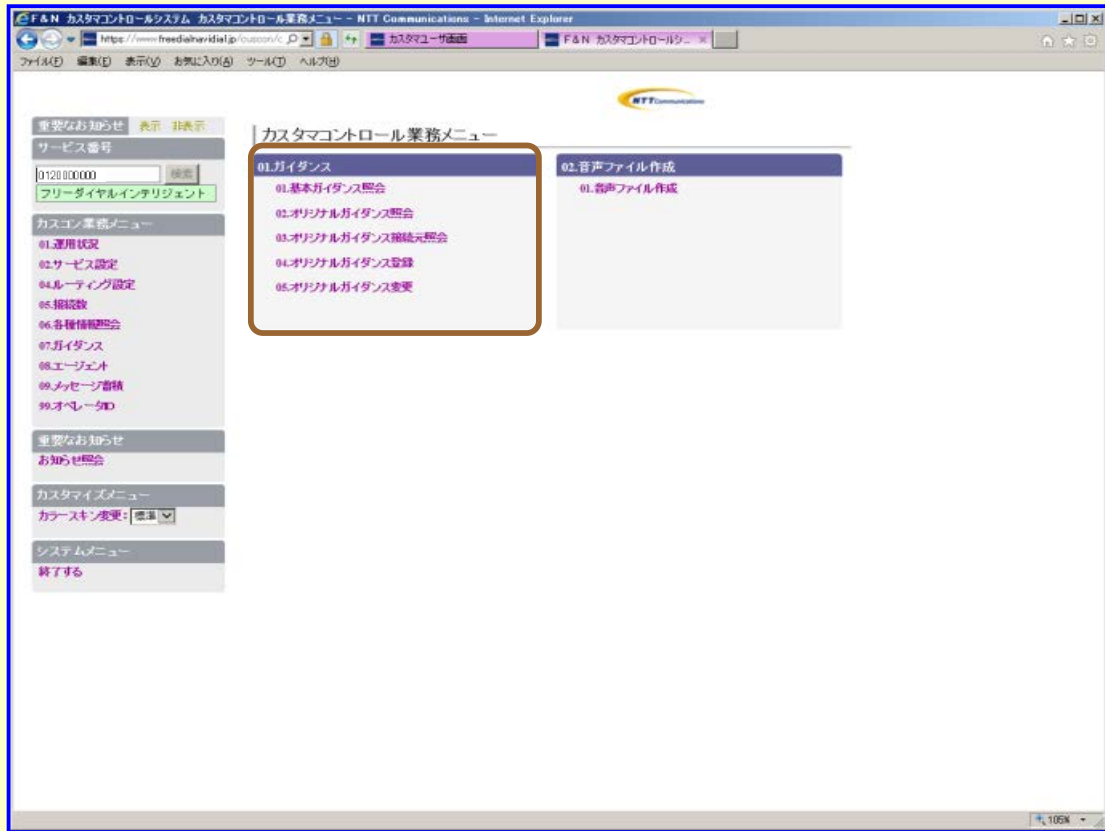 F&N カスタマコントロールシステム カスタマコントロール業務メニュー - NTT Communications - Internet Explorer
https://www.freedialnavidial.jp/cuscon/c
カスタマユーザ画面
F&N カスタマコントロールシ...
ファイル(F) 編集(E) 表示(V) お気に入り(A) ツール(T) ヘルプ(H)
NTT Communications
重要なお知らせ 表示 非表示
サービス番号
0120000000 検索
フリーダイヤルインテリジェント
カスコン業務メニュー
01.運用状況
02.サービス設定
04.ルーティング設定
05.接続数
06.各種情報照会
07.ガイダンス
08.エージェント
09.メッセージ蓄積
99.オペレータID
重要なお知らせ
お知らせ照会
カスタマイズメニュー
カラースキン変更: 標準
システムメニュー
終了する
カスタマコントロール業務メニュー
01.ガイダンス
01.基本ガイダンス照会
02.オリジナルガイダンス照会
03.オリジナルガイダンス接続元照会
04.オリジナルガイダンス登録
05.オリジナルガイダンス変更
02.音声ファイル作成
01.音声ファイル作成
105%